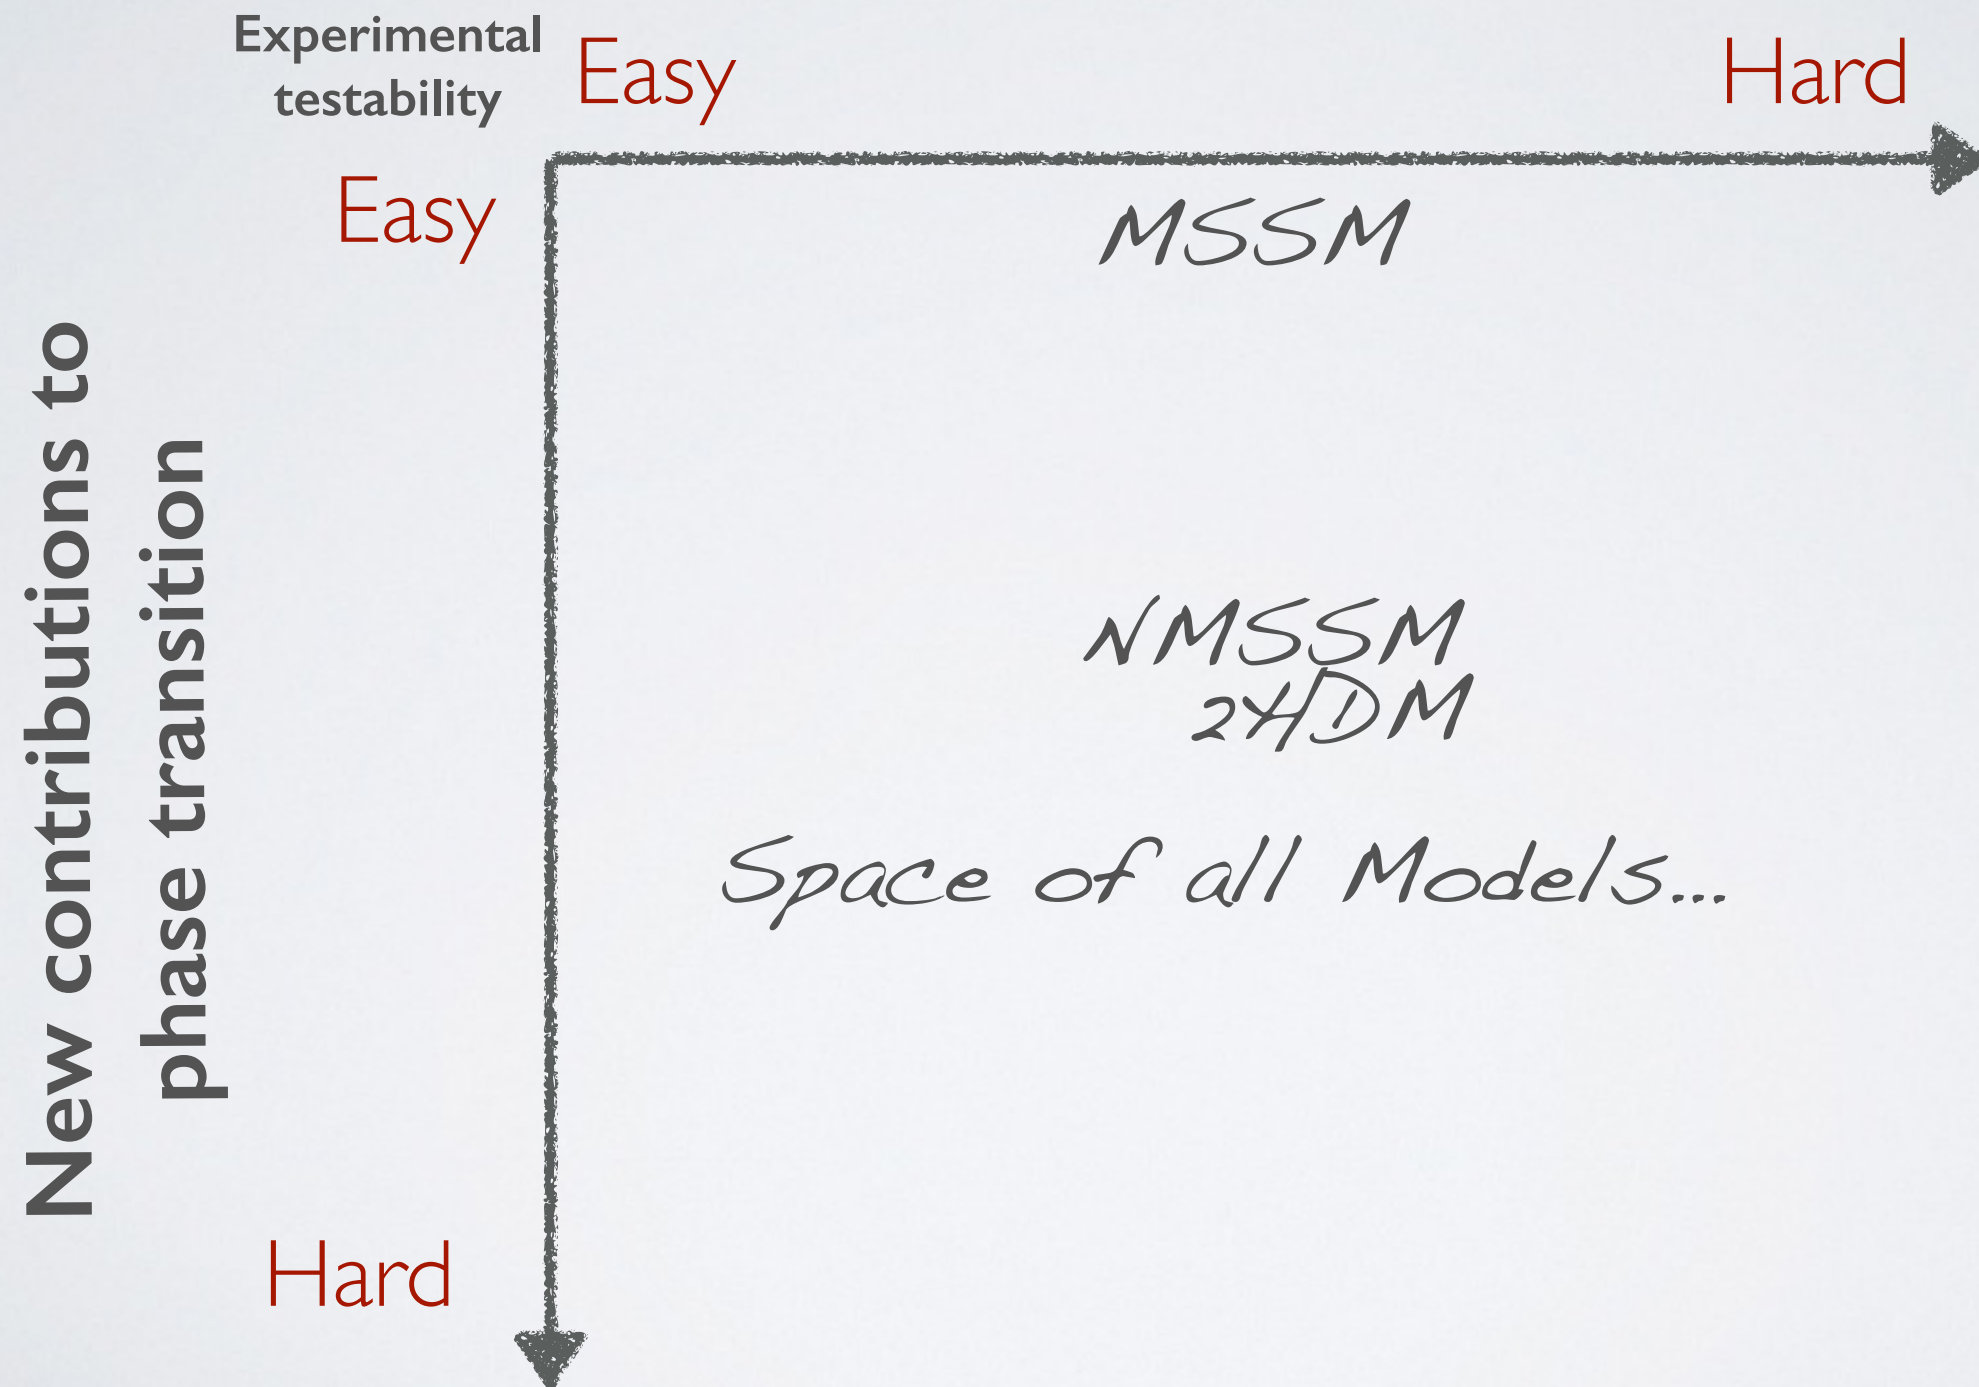 Experimental
testability
Easy
Hard
Easy
MSSM
New contributions to
phase transition
NMSSM
2HDM
Space of all Models...
Hard